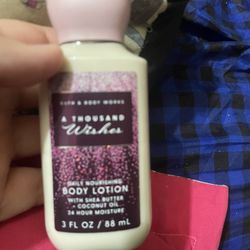 BATH & BODY WORKS
A THOUSAND
Wishes
DAILY NOURISHING
BODY LOTION
WITH SHEA BUTTER
+ COCONUT OIL
24 HOUR MOISTURE
3 FL OZ / 88 mL